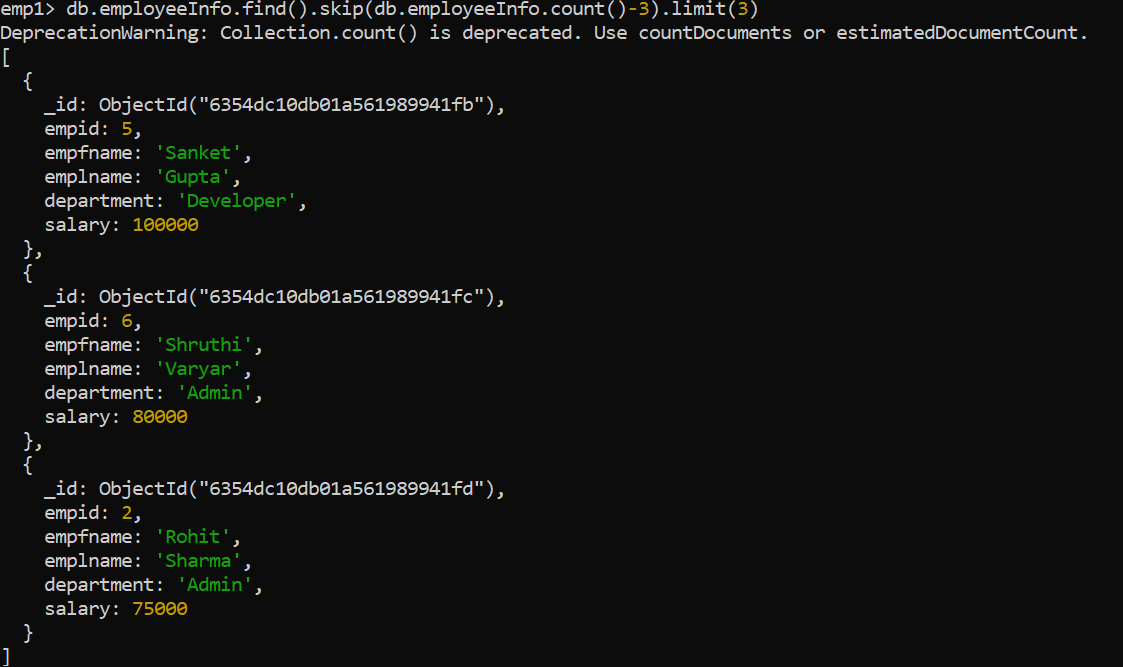 emp1> db.employeeInfo.find().skip(db.employeeInfo.count()-3).limit(3)
DeprecationWarning: Collection.count() is deprecated. Use countDocuments or estimatedDocumentCount.
[
  {
    _id: ObjectId("6354dc10db01a561989941fb"),
    empid: 5,
    empfname: 'Sanket',
    emplname: 'Gupta',
    department: 'Developer',
    salary: 100000
  },
  {
    _id: ObjectId("6354dc10db01a561989941fc"),
    empid: 6,
    empfname: 'Shruthi',
    emplname: 'Varyar',
    department: 'Admin',
    salary: 80000
  },
  {
    _id: ObjectId("6354dc10db01a561989941fd"),
    empid: 2,
    empfname: 'Rohit',
    emplname: 'Sharma',
    department: 'Admin',
    salary: 75000
  }
]